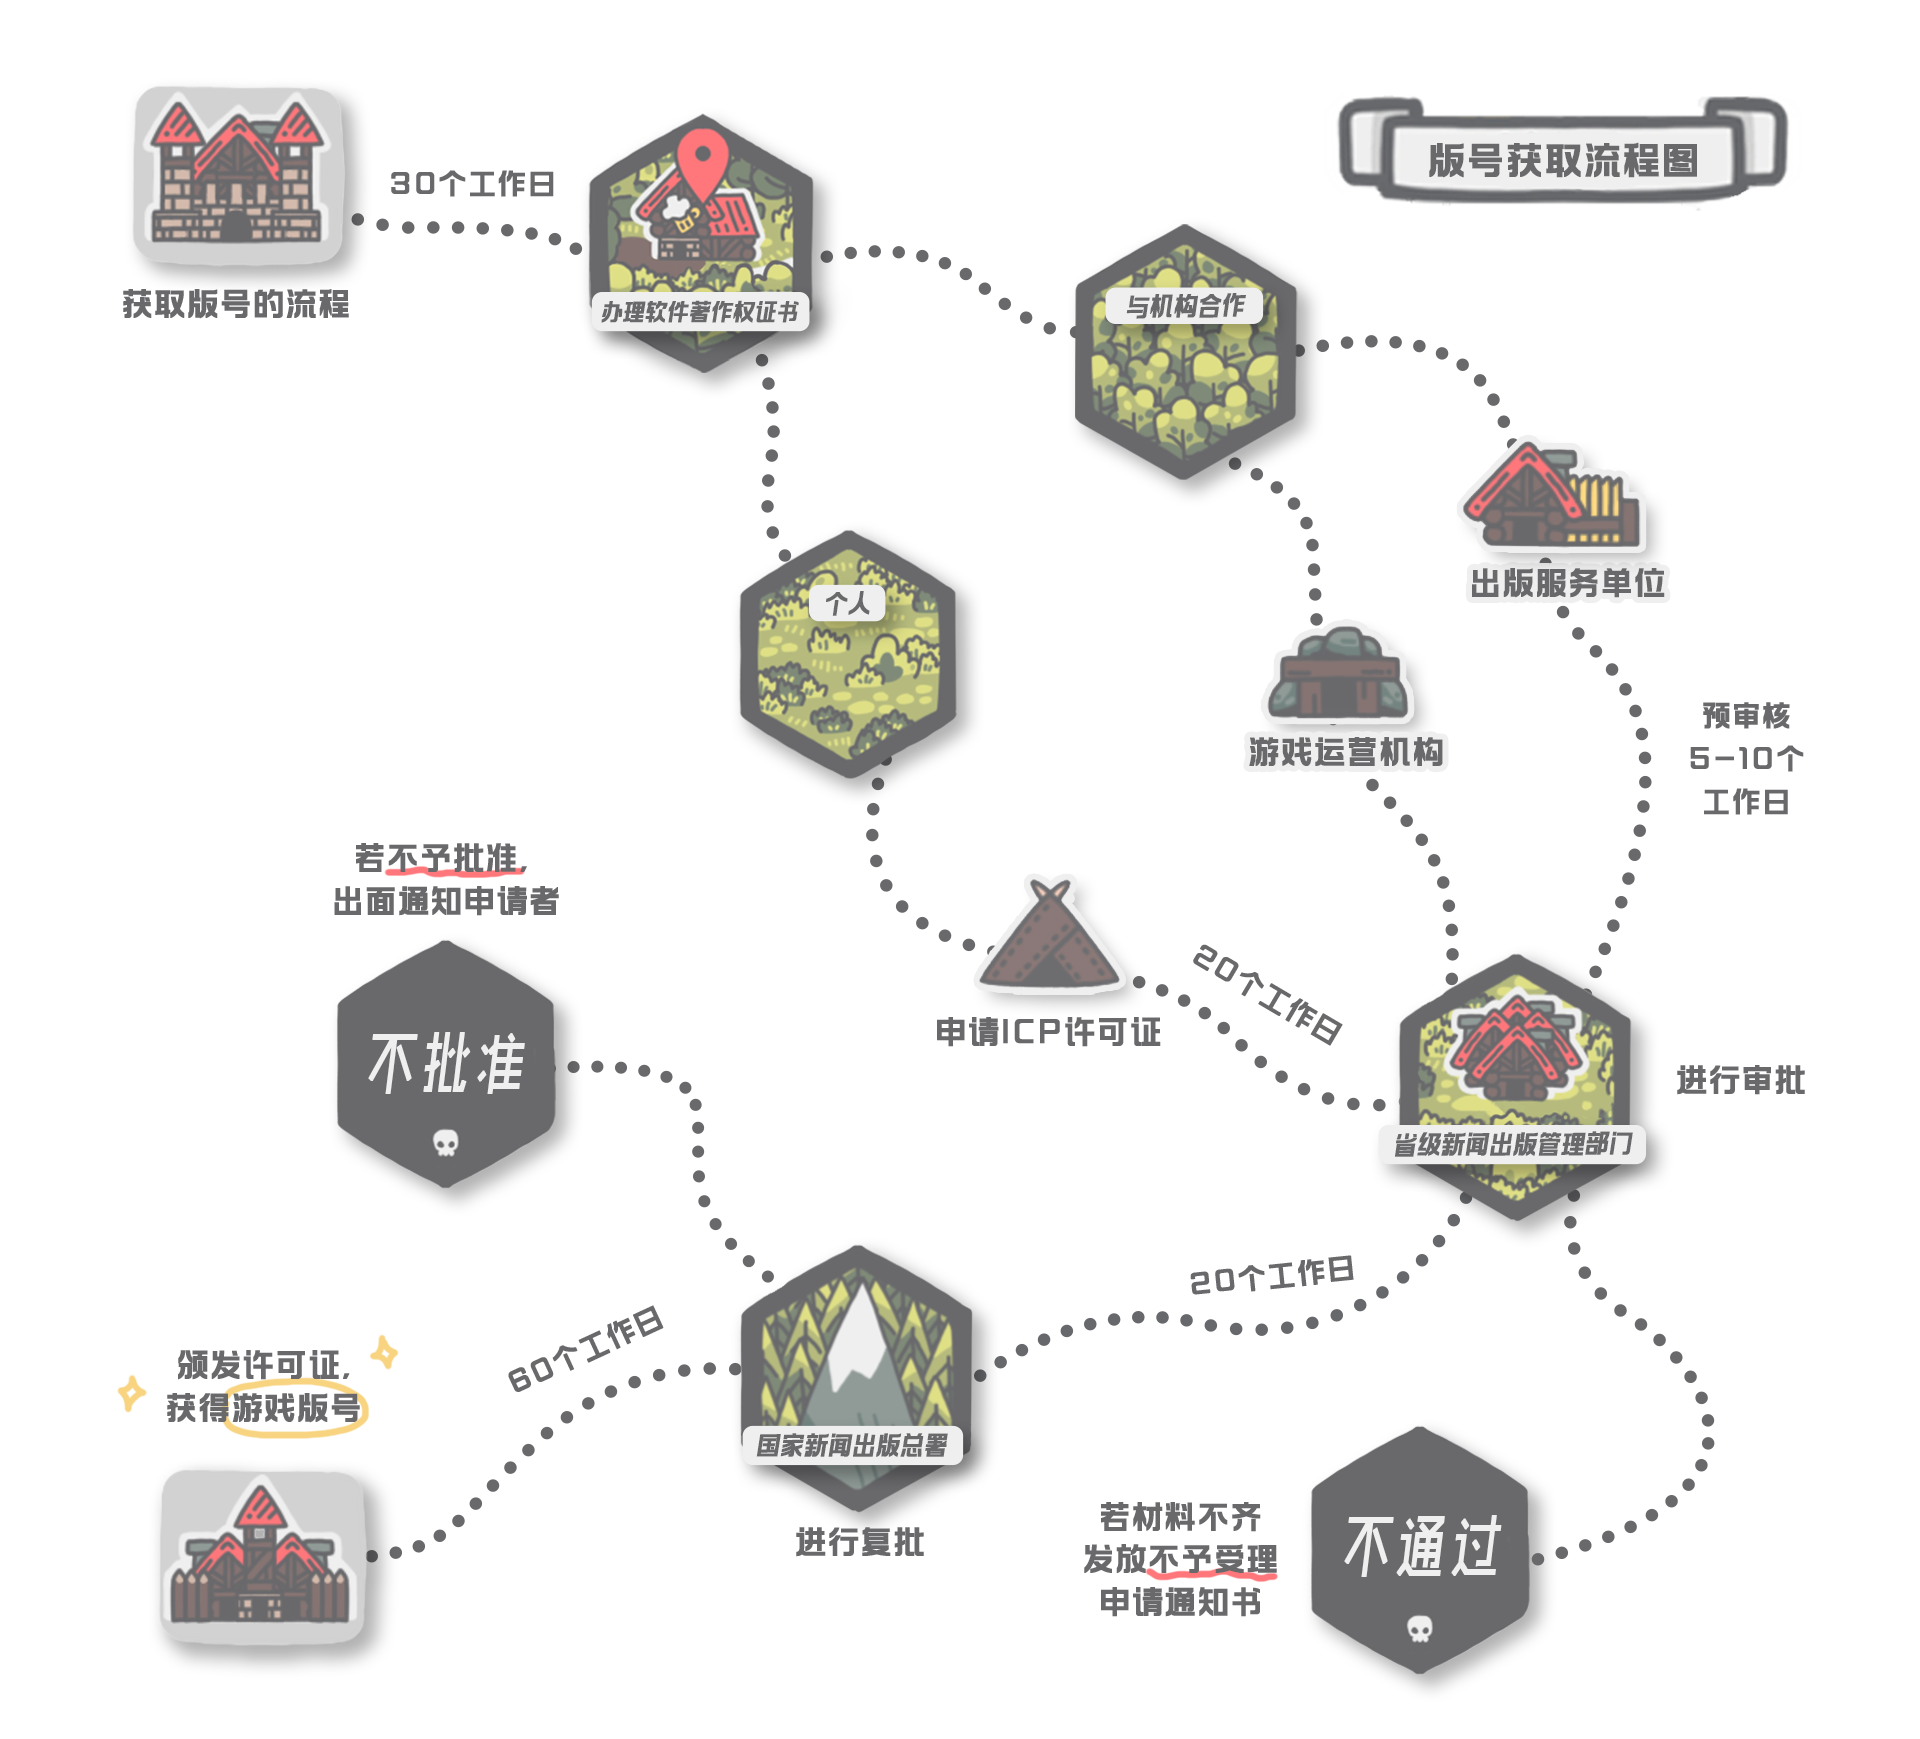 版号获取流程图
获取版号的流程
30个工作日
办理软件著作权证书
与机构合作
出版服务单位
个人
游戏运营机构
预审核
5-10个
工作日
若不予批准,
出面通知申请者
不批准
申请ICP许可证
20个工作日
进行审批
省级新闻出版管理部门
20个工作日
60个工作日
颁发许可证,
获得游戏版号
国家新闻出版总署
进行复批
若材料不齐
发放不予受理
申请通知书
不通过